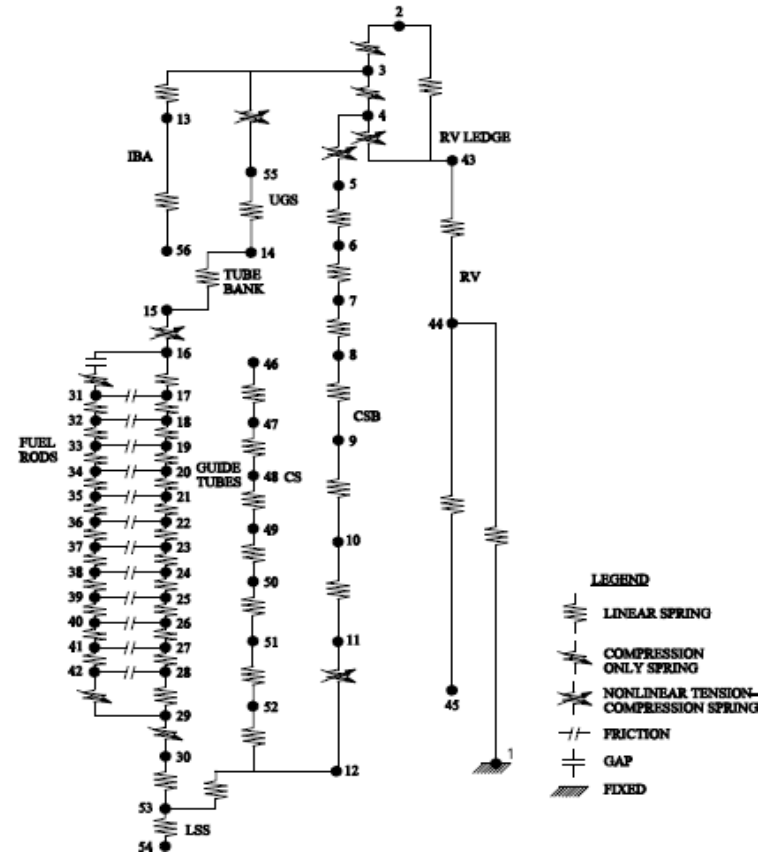 2
3
4
13
RV LEDGE
43
IBA
55
5
UGS
6
56
14
TUBE
BANK
RV
7
15
44
16
46
8
31
17
32
18
47
CSB
FUEL
RODS
33
19
9
34
GUIDE
TUBES
20
48 CS
35
21
36
22
49
37
23
10
38
24
50
LEGEND
39
25
LINEAR SPRING
40
26
41
27
51
11
COMPRESSION
ONLY SPRING
42
28
52
45
NONLINEAR TENSION-
COMPRESSION SPRING
29
FRICTION
30
12
1
GAP
FIXED
53
LSS
54